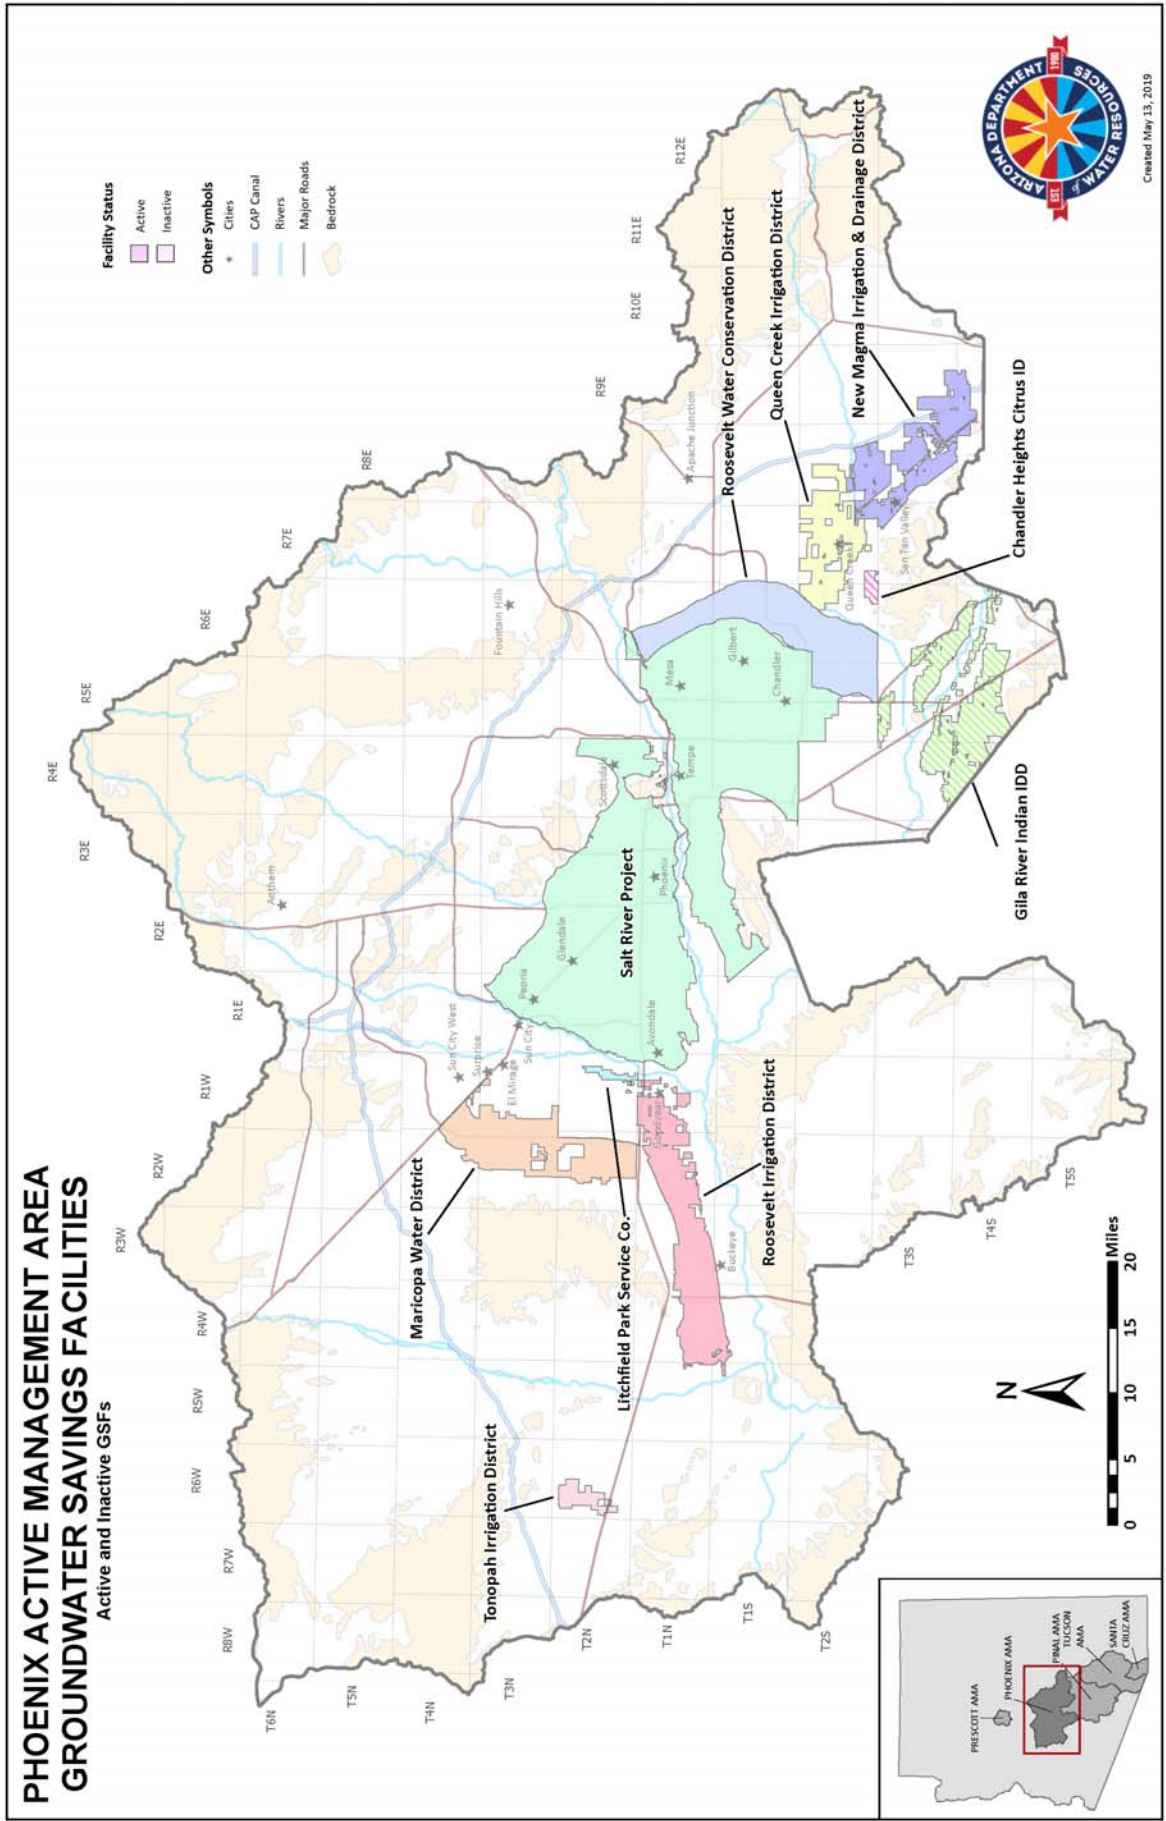 PHOENIX ACTIVE MANAGEMENT AREA
GROUNDWATER SAVINGS FACILITIES
Active and Inactive GSFs
Facility Status
Active
Inactive
Other Symbols
Cities
CAP Canal
Rivers
Major Roads
Bedrock
R8W
R7W
R6W
R5W
R4W
R3W
R2W
R1W
R1E
R2E
R3E
R4E
R5E
R6E
R7E
R8E
R9E
R10E
R11E
R12E
T6N
T5N
T4N
T3N
T2N
T1N
T1S
T2S
T3S
T4S
T5S
Anthem
Sun City West
Surprise
El Mirage
Sun City
Peoria
Glendale
Fountain Hills
Scottsdale
Phoenix
Tempe
Mesa
Gilbert
Chandler
Apache Junction
Queen Creek
San Tan Valley
Avondale
Goodyear
Buckeye
Tonopah Irrigation District
Maricopa Water District
Litchfield Park Service Co.
Roosevelt Irrigation District
Salt River Project
Roosevelt Water Conservation District
Queen Creek Irrigation District
New Magma Irrigation & Drainage District
Chandler Heights Citrus ID
Gila River Indian IDD
N
0 5 10 15 20 Miles
PRESCOTT AMA
PHOENIX AMA
PINAL AMA
TUCSON
AMA
SANTA
CRUZ AMA
ARIZONA DEPARTMENT
of WATER RESOURCES
EST. 1980
Created May 13, 2019